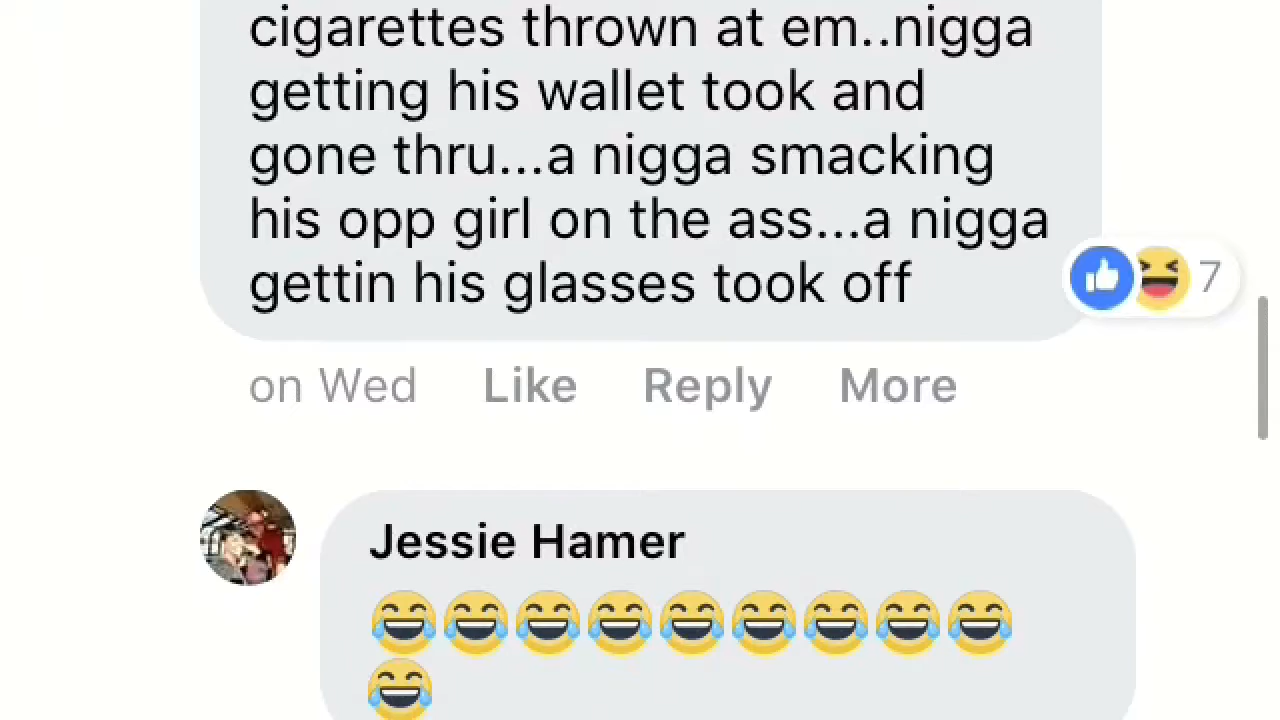 cigarettes thrown at em..nigga
getting his wallet took and
gone thru...a nigga smacking
his opp girl on the ass...a nigga
gettin his glasses took off
7
on Wed Like Reply More
Jessie Hamer
😂😂😂😂😂😂😂😂😂
😂